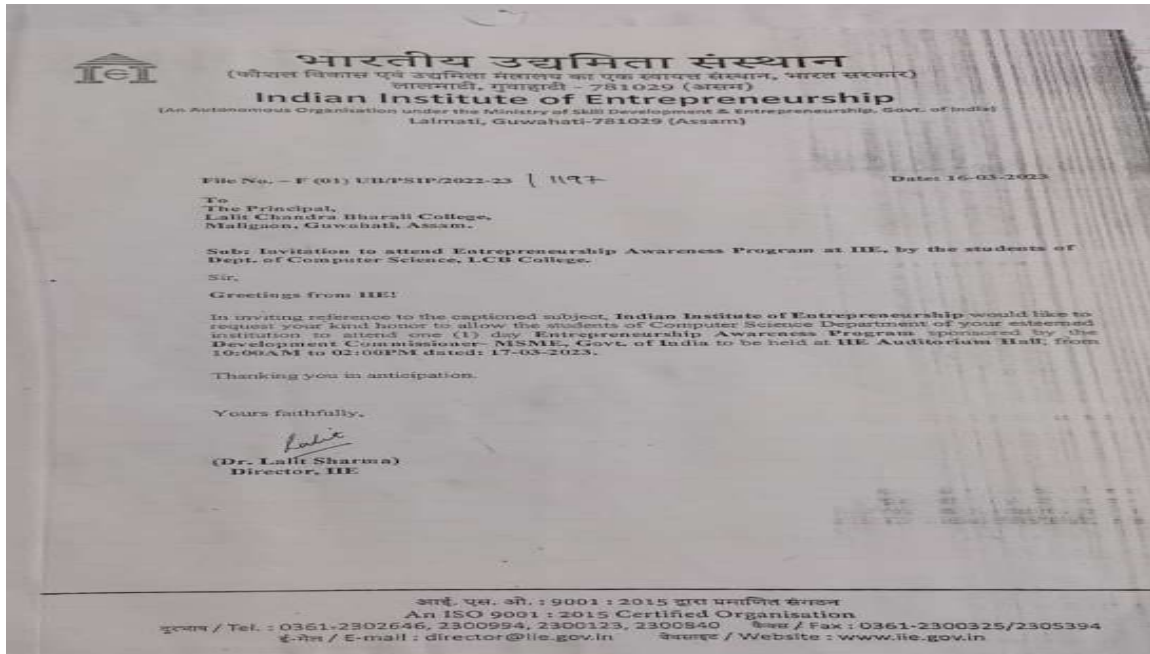 भारतीय उद्यमिता संस्थान
(कौशल विकास एवं उद्यमिता मंत्रालय का एक स्वायत्त संस्थान, भारत सरकार)
लालमाटी, गुवाहाटी - 781029 (असम)
IEI
Indian Institute of Entrepreneurship
(An Autonomous Organisation under the Ministry of Skill Development & Entrepreneurship, Govt. of India)
Lalmati, Guwahati-781029 (Assam)
File No. – F (01) UB/PSIP/2022-23 / 1197
Date: 16-03-2023
To
The Principal,
Lalit Chandra Bharali College,
Maligaon, Guwahati, Assam.
Sub: Invitation to attend Entrepreneurship Awareness Program at IIE, by the students of
Dept. of Computer Science, LCB College.
Sir,
Greetings from IIE!
In inviting reference to the captioned subject, Indian Institute of Entrepreneurship would like to
request your kind honor to allow the students of Computer Science Department of your esteemed
institution to attend one (1) day Entrepreneurship Awareness Program sponsored by the
Development Commissioner- MSME, Govt. of India to be held at IIE Auditorium Hall; from
10:00AM to 02:00PM dated: 17-03-2023.
Thanking you in anticipation.
Yours faithfully,
Lalit
(Dr. Lalit Sharma)
Director, IIE
आई. एस. ओ. : 9001 : 2015 द्वारा प्रमाणित संगठन
An ISO 9001 : 2015 Certified Organisation
दूरभाष / Tel. : 0361-2302646, 2300994, 2300123, 2300840 फैक्स / Fax : 0361-2300325/2305394
ई-मेल / E-mail : director@iie.gov.in वेबसाइट / Website : www.iie.gov.in